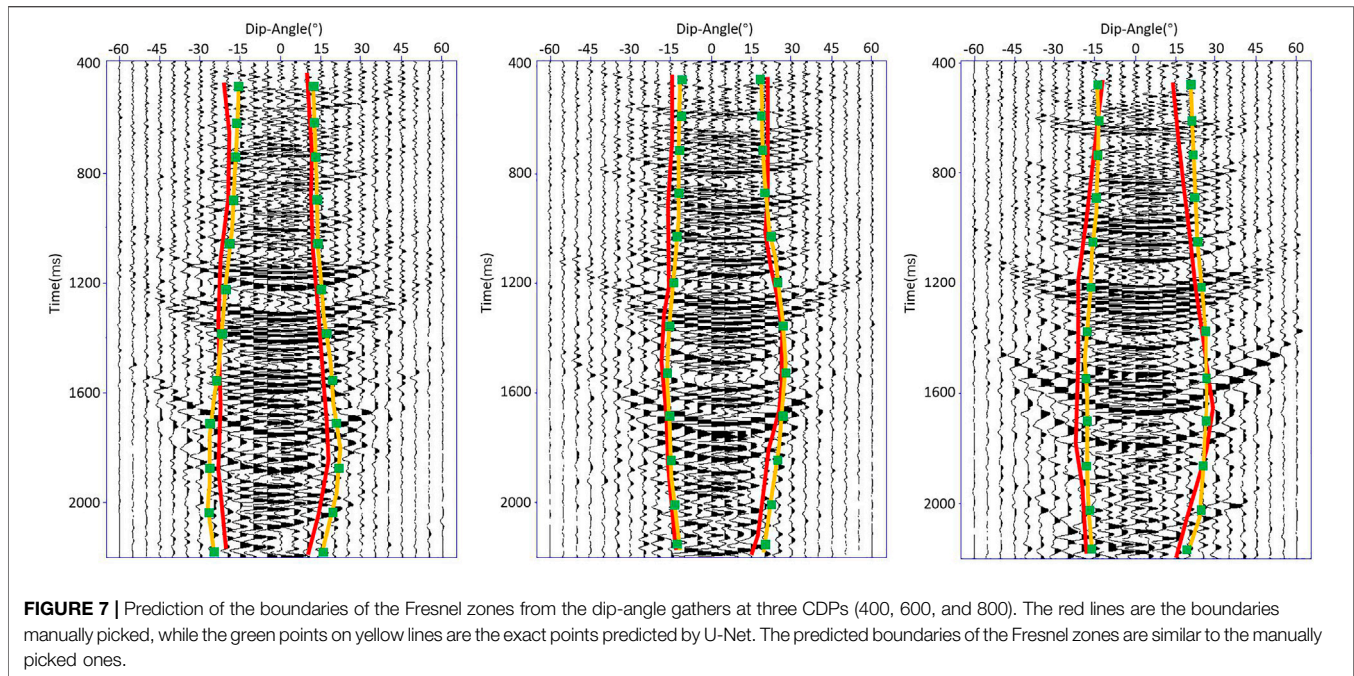 Dip-Angle(°)
-60 -45 -30 -15 0 15 30 45 60
400
800
1200
1600
2000
Time(ms)
Dip-Angle(°)
-60 -45 -30 -15 0 15 30 45 60
400
800
1200
1600
2000
Time(ms)
Dip-Angle(°)
-60 -45 -30 -15 0 15 30 45 60
400
800
1200
1600
2000
Time(ms)
FIGURE 7 | Prediction of the boundaries of the Fresnel zones from the dip-angle gathers at three CDPs (400, 600, and 800). The red lines are the boundaries
manually picked, while the green points on yellow lines are the exact points predicted by U-Net. The predicted boundaries of the Fresnel zones are similar to the manually
picked ones.